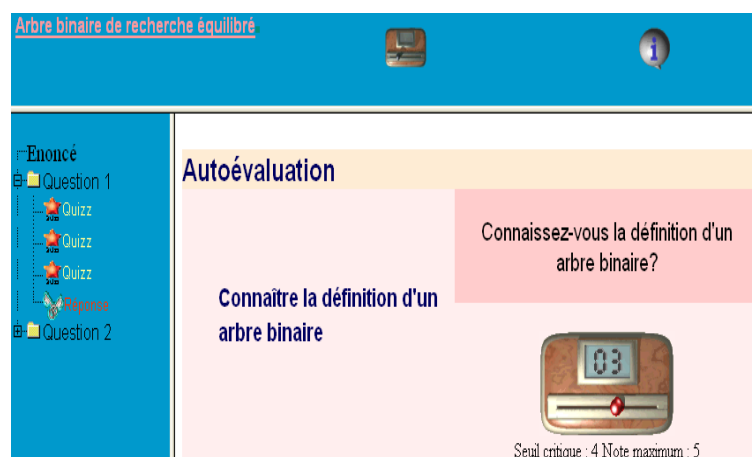 Arbre binaire de recherche équilibré
Enoncé
Question 1
Quizz
Quizz
Quizz
Réponse
Question 2
Autoévaluation
Connaître la définition d'un
arbre binaire
Connaissez-vous la définition d'un
arbre binaire?
03
Seuil critique : 4 Note maximum : 5